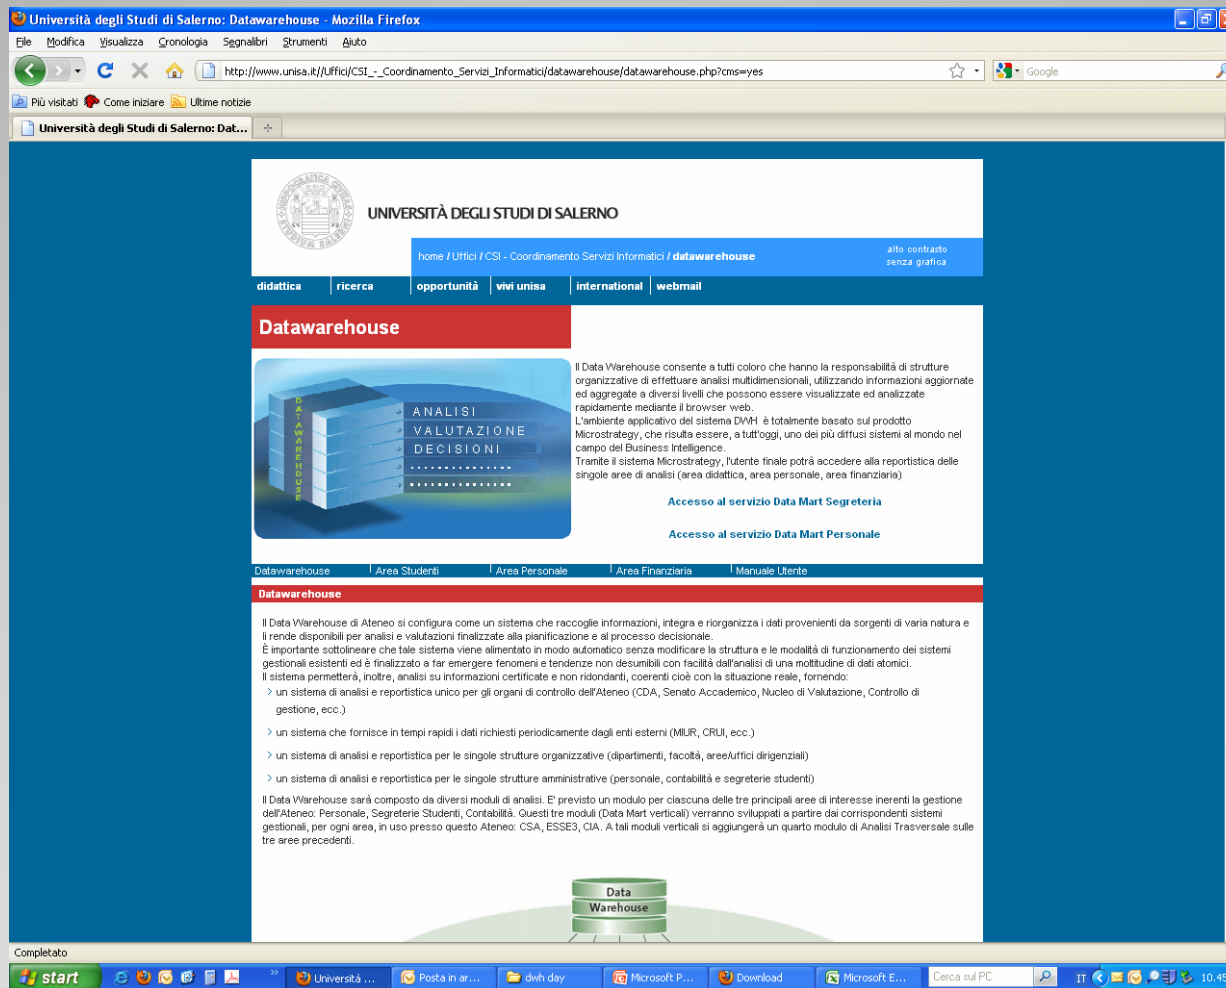 Università degli Studi di Salerno: Datawarehouse - Mozilla Firefox
File Modifica Visualizza Cronologia Segnalibri Strumenti Aiuto
http://www.unisa.it//Uffici/CSI_-_Coordinamento_Servizi_Informatici/datawarehouse/datawarehouse.php?cms=yes
Google
Più visitati Come iniziare Ultime notizie
Università degli Studi di Salerno: Dat...
UNIVERSITÀ DEGLI STUDI DI SALERNO
home / Uffici / CSI - Coordinamento Servizi Informatici / datawarehouse
alto contrasto
senza grafica
didattica ricerca opportunità vivi unisa international webmail
Datawarehouse
DATAWAREHOUSE
ANALISI
VALUTAZIONE
DECISIONI
Il Data Warehouse consente a tutti coloro che hanno la responsabilità di strutture
organizzative di effettuare analisi multidimensionali, utilizzando informazioni aggiornate
ed aggregate a diversi livelli che possono essere visualizzate ed analizzate
rapidamente mediante il browser web.
L'ambiente applicativo del sistema DWH è totalmente basato sul prodotto
Microstrategy, che risulta essere, a tutt'oggi, uno dei più diffusi sistemi al mondo nel
campo del Business Intelligence.
Tramite il sistema Microstrategy, l'utente finale potrà accedere alla reportistica delle
singole aree di analisi (area didattica, area personale, area finanziaria)
Accesso al servizio Data Mart Segreteria
Accesso al servizio Data Mart Personale
Datawarehouse Area Studenti Area Personale Area Finanziaria Manuale Utente
Datawarehouse
Il Data Warehouse di Ateneo si configura come un sistema che raccoglie informazioni, integra e riorganizza i dati provenienti da sorgenti di varia natura e
li rende disponibili per analisi e valutazioni finalizzate alla pianificazione e al processo decisionale.
È importante sottolineare che tale sistema viene alimentato in modo automatico senza modificare la struttura e le modalità di funzionamento dei sistemi
gestionali esistenti ed è finalizzato a far emergere fenomeni e tendenze non desumibili con facilità dall'analisi di una moltitudine di dati atomici.
Il sistema permetterà, inoltre, analisi su informazioni certificate e non ridondanti, coerenti cioè con la situazione reale, fornendo:
un sistema di analisi e reportistica unico per gli organi di controllo dell'Ateneo (CDA, Senato Accademico, Nucleo di Valutazione, Controllo di
gestione, ecc.)
un sistema che fornisce in tempi rapidi i dati richiesti periodicamente dagli enti esterni (MIUR, CRUI, ecc.)
un sistema di analisi e reportistica per le singole strutture organizzative (dipartimenti, facoltà, aree/uffici dirigenziali)
un sistema di analisi e reportistica per le singole strutture amministrative (personale, contabilità e segreterie studenti)
Il Data Warehouse sarà composto da diversi moduli di analisi. E' previsto un modulo per ciascuna delle tre principali aree di interesse inerenti la gestione
dell'Ateneo: Personale, Segreterie Studenti, Contabilità. Questi tre moduli (Data Mart verticali) verranno sviluppati a partire dai corrispondenti sistemi
gestionali, per ogni area, in uso presso questo Ateneo: CSA, ESSE3, CIA. A tali moduli verticali si aggiungerà un quarto modulo di Analisi Trasversale sulle
tre aree precedenti.
Data
Warehouse
Completato
start Università ... Posta in ar... dwh day Microsoft P... Download Microsoft E... Cerca sul PC IT 10.45